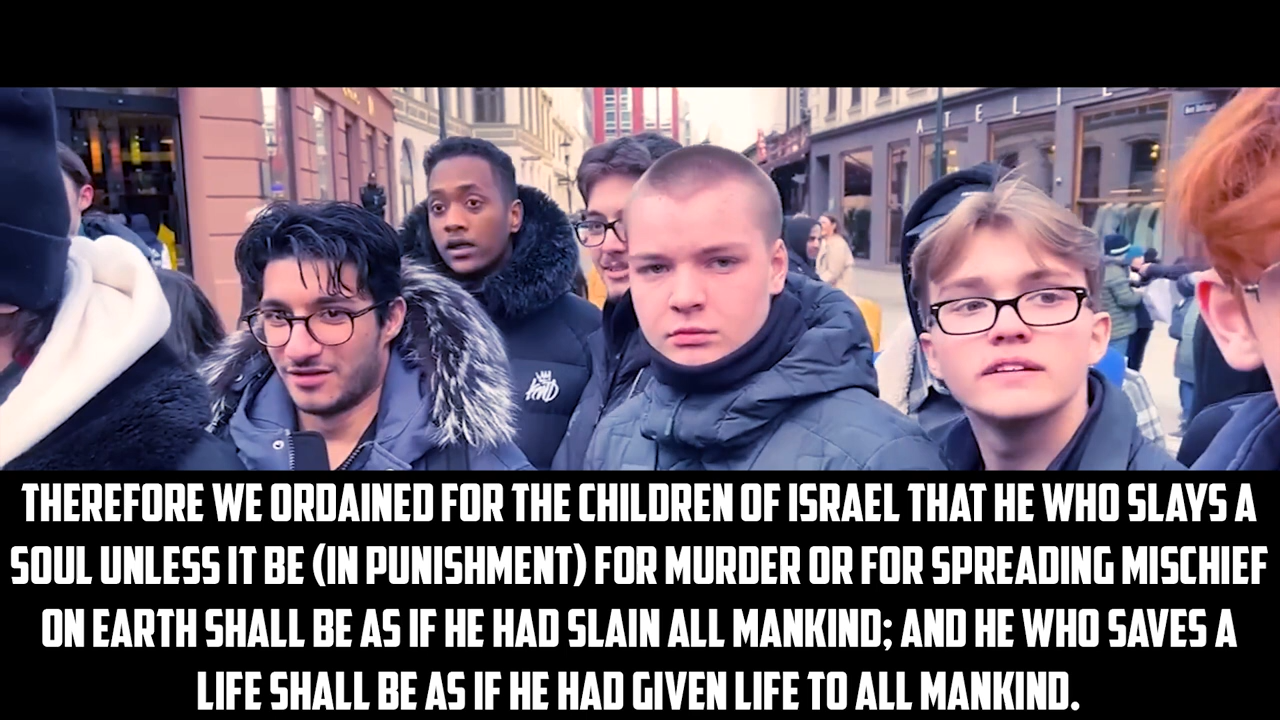 ATELIE
KWD
THEREFORE WE ORDAINED FOR THE CHILDREN OF ISRAEL THAT HE WHO SLAYS A
SOUL UNLESS IT BE (IN PUNISHMENT) FOR MURDER OR FOR SPREADING MISCHIEF
ON EARTH SHALL BE AS IF HE HAD SLAIN ALL MANKIND; AND HE WHO SAVES A
LIFE SHALL BE AS IF HE HAD GIVEN LIFE TO ALL MANKIND.